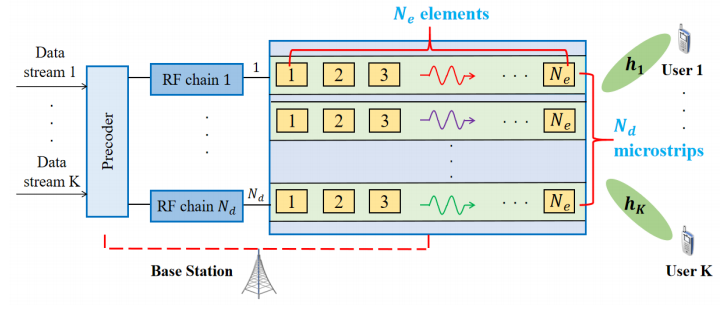 N_e elements
Data
stream 1
Precoder
RF chain 1
1
1 2 3 . . . N_e
h_1
User 1
1 2 3 . . . N_e
N_d
microstrips
Data
stream K
RF chain N_d
N_d
1 2 3 . . . N_e
h_K
User K
Base Station